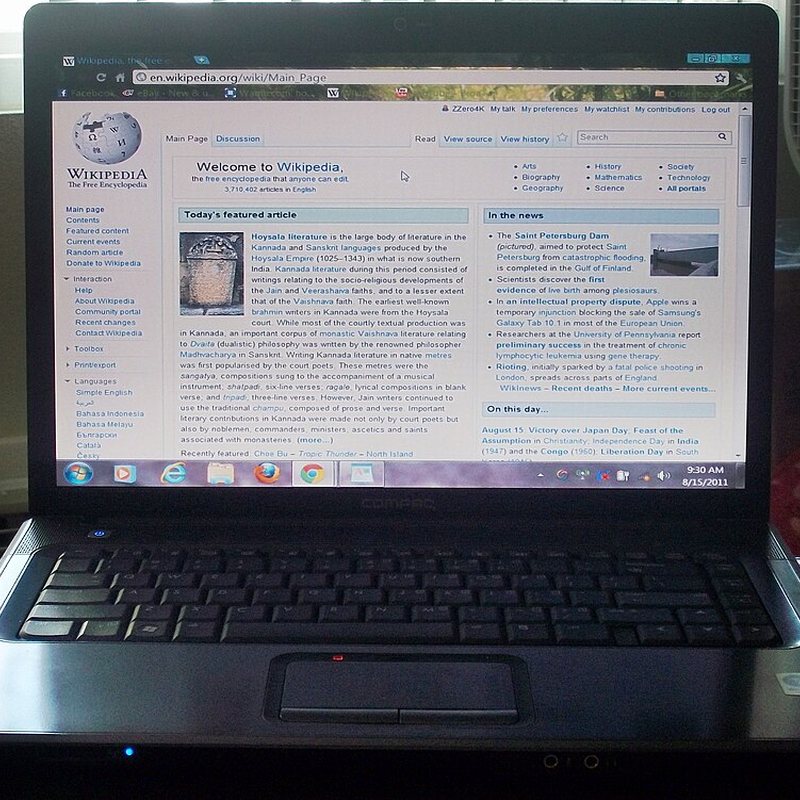 Wikipedia, the free e
en.wikipedia.org/wiki/Main_Page
Facebook eBay - New & u...
ZZero4K My talk My preferences My watchlist My contributions Log out
Main Page Discussion Read View source View history Search
WIKIPEDIA
The Free Encyclopedia
Main page
Contents
Featured content
Current events
Random article
Donate to Wikipedia
Interaction
Help
About Wikipedia
Community portal
Recent changes
Contact Wikipedia
Toolbox
Print/export
Languages
Simple English
العربية
Bahasa Indonesia
Bahasa Melayu
Български
Català
Česky
Welcome to Wikipedia,
the free encyclopedia that anyone can edit.
3,710,402 articles in English
Arts
Biography
Geography
History
Mathematics
Science
Society
Technology
All portals
Today's featured article
Hoysala literature is the large body of literature in the
Kannada and Sanskrit languages produced by the
Hoysala Empire (1025–1343) in what is now southern
India. Kannada literature during this period consisted of
writings relating to the socio-religious developments of
the Jain and Veerashaiva faiths, and to a lesser extent
that of the Vaishnava faith. The earliest well-known
brahmin writers in Kannada were from the Hoysala
court. While most of the courtly textual production was
in Kannada, an important corpus of monastic Vaishnava literature relating
to Dvaita (dualistic) philosophy was written by the renowned philosopher
Madhvacharya in Sanskrit. Writing Kannada literature in native metres
was first popularised by the court poets. These metres were the
sangatya, compositions sung to the accompaniment of a musical
instrument; shatpadi, six-line verses; ragale, lyrical compositions in blank
verse; and tripadi, three-line verses. However, Jain writers continued to
use the traditional champu, composed of prose and verse. Important
literary contributions in Kannada were made not only by court poets but
also by noblemen, commanders, ministers, ascetics and saints
associated with monasteries. (more...)
Recently featured: Choe Bu – Tropic Thunder – North Island
In the news
The Saint Petersburg Dam
(pictured), aimed to protect Saint
Petersburg from catastrophic flooding,
is completed in the Gulf of Finland.
Scientists discover the first
evidence of live birth among plesiosaurs.
In an intellectual property dispute, Apple wins a
temporary injunction blocking the sale of Samsung's
Galaxy Tab 10.1 in most of the European Union.
Researchers at the University of Pennsylvania report
preliminary success in the treatment of chronic
lymphocytic leukemia using gene therapy.
Rioting, initially sparked by a fatal police shooting in
London, spreads across parts of England.
Wikinews – Recent deaths – More current events...
On this day...
August 15: Victory over Japan Day; Feast of the
Assumption in Christianity; Independence Day in India
(1947) and the Congo (1960); Liberation Day in South
9:30 AM
8/15/2011
COMPAQ